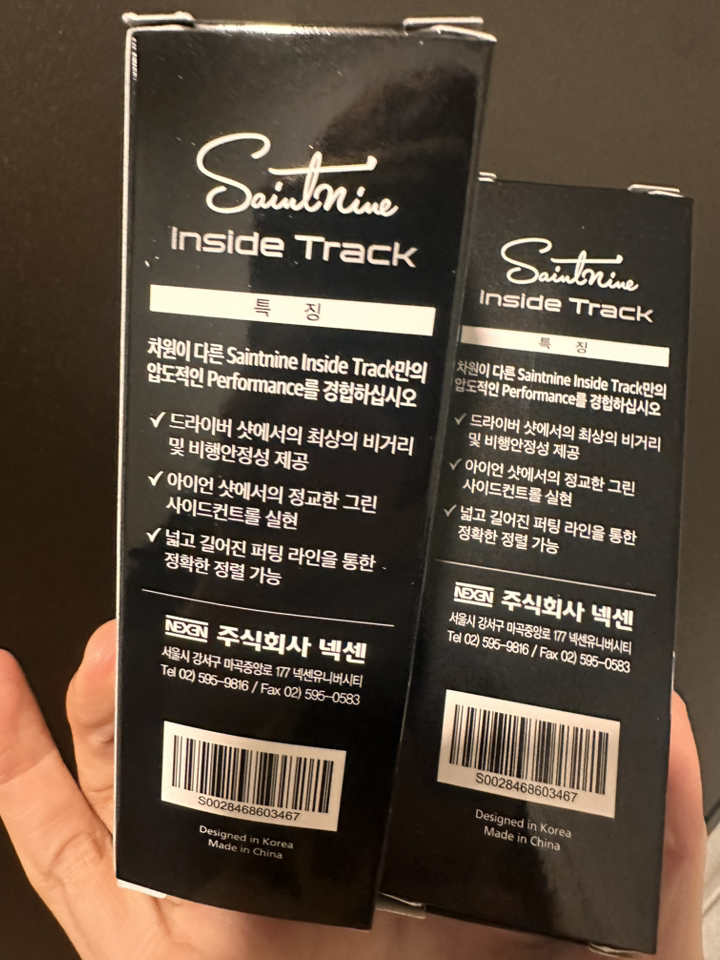 Saintnine
Inside Track
특 징
차원이 다른 Saintnine Inside Track만의
압도적인 Performance를 경험하십시오
✓ 드라이버 샷에서의 최상의 비거리
및 비행안정성 제공
✓ 아이언 샷에서의 정교한 그린
사이드컨트롤 실현
✓ 넓고 길어진 퍼팅 라인을 통한
정확한 정렬 가능
NEXEN 주식회사 넥센
서울시 강서구 마곡중앙로 177 넥센유니버시티
Tel 02) 595-9816 / Fax 02) 595-0583
S0028468603467
Designed in Korea
Made in China
Saintnine
Inside Track
특 징
차원이 다른 Saintnine Inside Track만의
압도적인 Performance를 경험하십시오
✓ 드라이버 샷에서의 최상의 비거리
및 비행안정성 제공
✓ 아이언 샷에서의 정교한 그린
사이드컨트롤 실현
✓ 넓고 길어진 퍼팅 라인을 통한
정확한 정렬 가능
NEXEN 주식회사 넥센
서울시 강서구 마곡중앙로 177 넥센유니버시티
Tel 02) 595-9816 / Fax 02) 595-0583
S0028468603467
Designed in Korea
Made in China